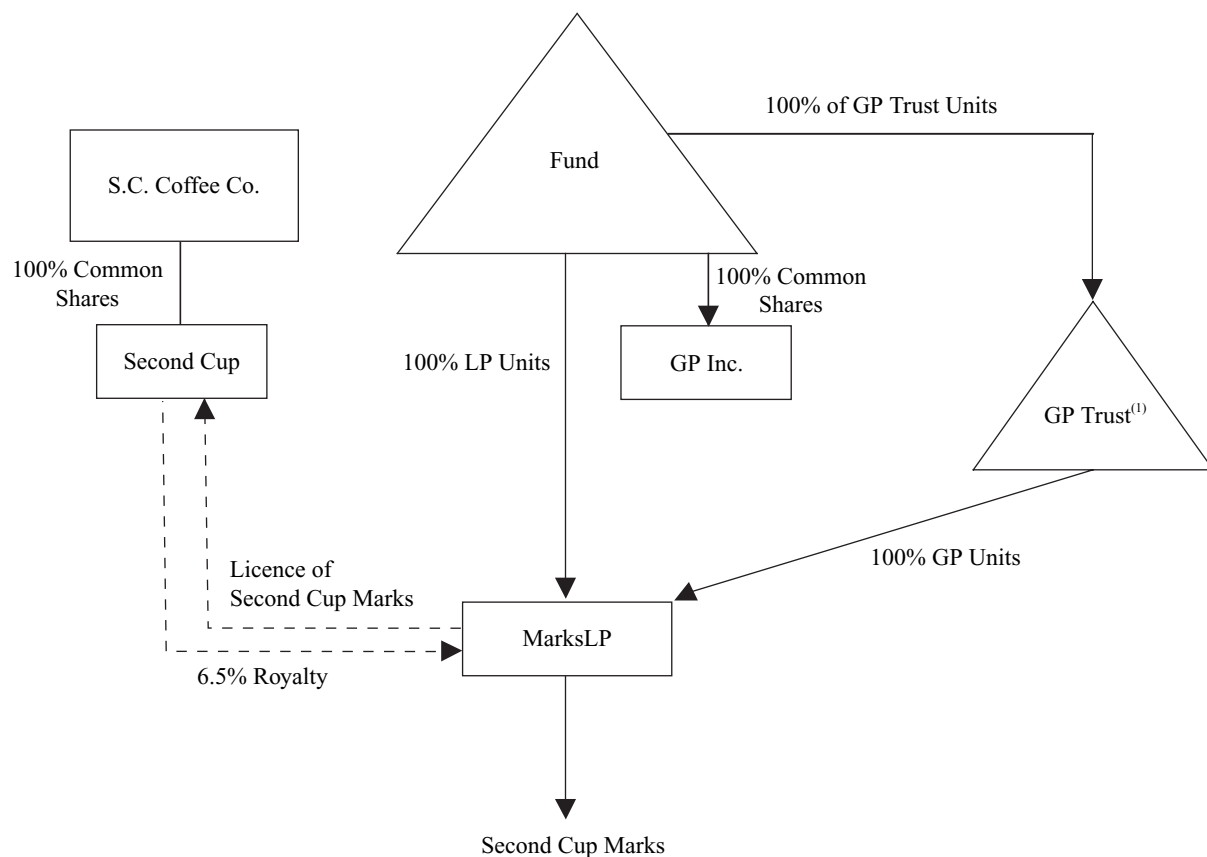 100% of GP Trust Units
Fund
S.C. Coffee Co.
100% Common
Shares
100% Common
Shares
Second Cup
100% LP Units
GP Inc.
GP Trust(1)
100% GP Units
Licence of
Second Cup Marks
MarksLP
6.5% Royalty
Second Cup Marks